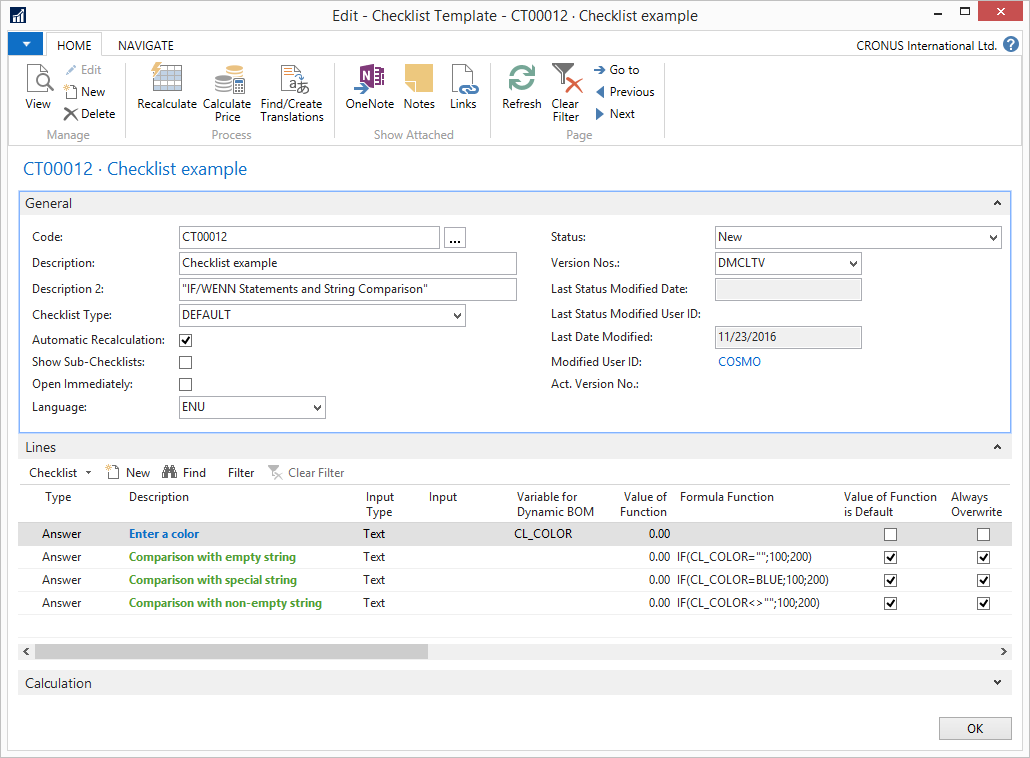 Edit - Checklist Template - CT00012 · Checklist example
HOME NAVIGATE CRONUS International Ltd. ?
View Edit New Delete Recalculate Calculate Price Find/Create Translations OneNote Notes Links Refresh Clear Filter Go to Previous Next
Manage Process Show Attached Page
CT00012 · Checklist example
General
Code: CT00012 ... Status: New
Description: Checklist example Version Nos.: DMCLTV
Description 2: "IF/WENN Statements and String Comparison" Last Status Modified Date:
Checklist Type: DEFAULT Last Status Modified User ID:
Automatic Recalculation: Last Date Modified: 11/23/2016
Show Sub-Checklists: Modified User ID: COSMO
Open Immediately: Act. Version No.:
Language: ENU
Lines
Checklist New Find Filter Clear Filter
Type Description Input Type Input Variable for Dynamic BOM Value of Function Formula Function Value of Function is Default Always Overwrite
Answer Enter a color Text CL_COLOR 0.00
Answer Comparison with empty string Text 0.00 IF(CL_COLOR="";100;200)
Answer Comparison with special string Text 0.00 IF(CL_COLOR=BLUE;100;200)
Answer Comparison with non-empty string Text 0.00 IF(CL_COLOR<>"";100;200)
Calculation
OK